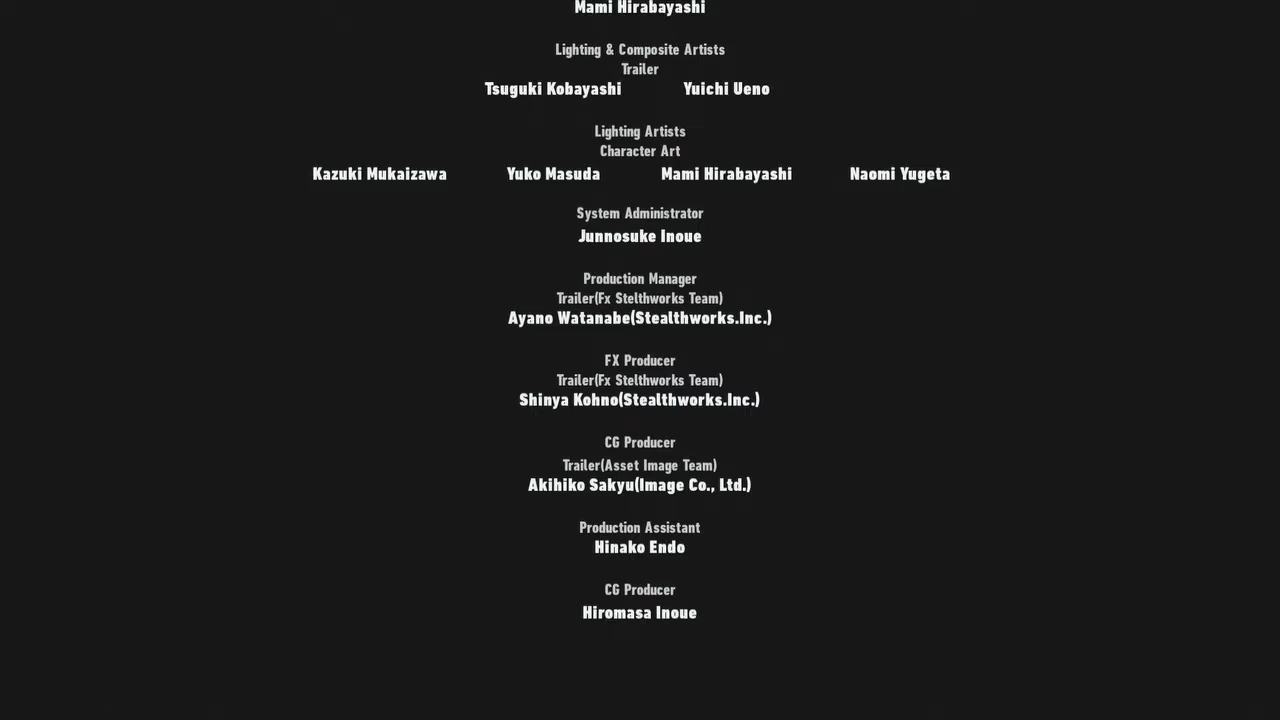 Mami Hirabayashi
Lighting & Composite Artists
Trailer
Tsuguki Kobayashi Yuichi Ueno
Lighting Artists
Character Art
Kazuki Mukaizawa Yuko Masuda Mami Hirabayashi Naomi Yugeta
System Administrator
Junnosuke Inoue
Production Manager
Trailer(Fx Stelthworks Team)
Ayano Watanabe(Stealthworks.Inc.)
FX Producer
Trailer(Fx Stelthworks Team)
Shinya Kohno(Stealthworks.Inc.)
CG Producer
Trailer(Asset Image Team)
Akihiko Sakyu(Image Co., Ltd.)
Production Assistant
Hinako Endo
CG Producer
Hiromasa Inoue